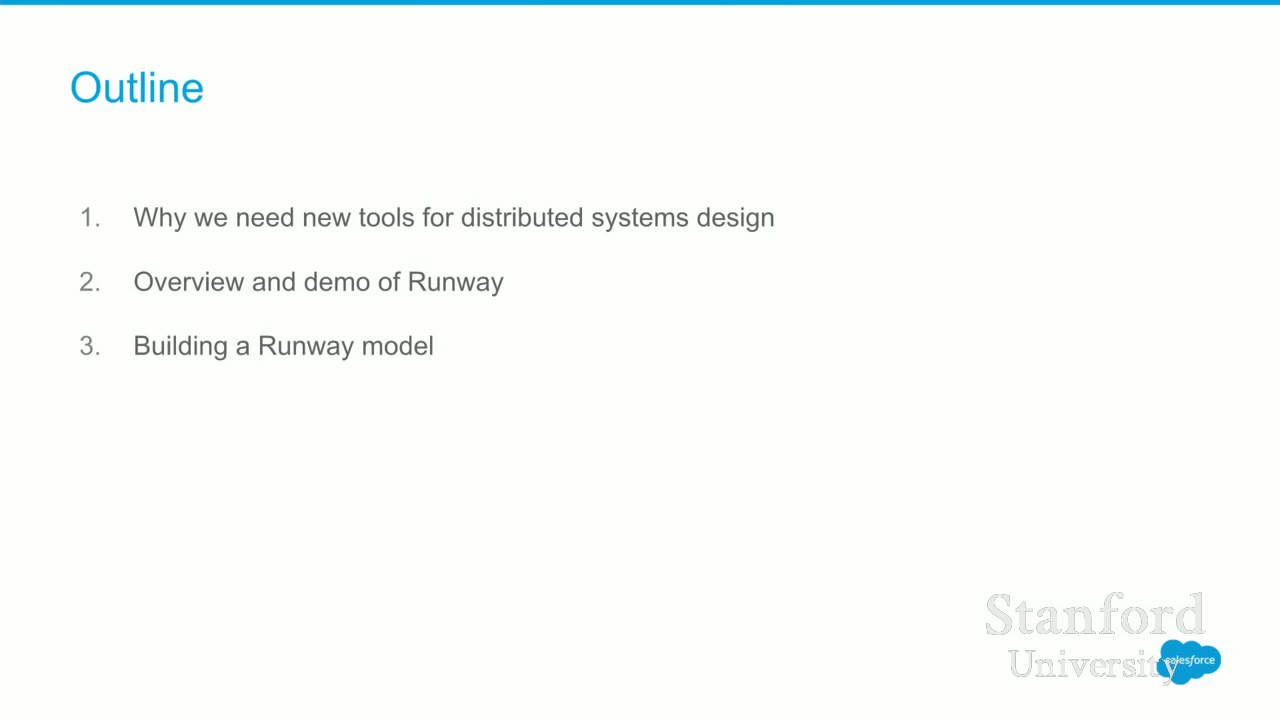 Outline
1. Why we need new tools for distributed systems design
2. Overview and demo of Runway
3. Building a Runway model
Stanford
University
salesforce